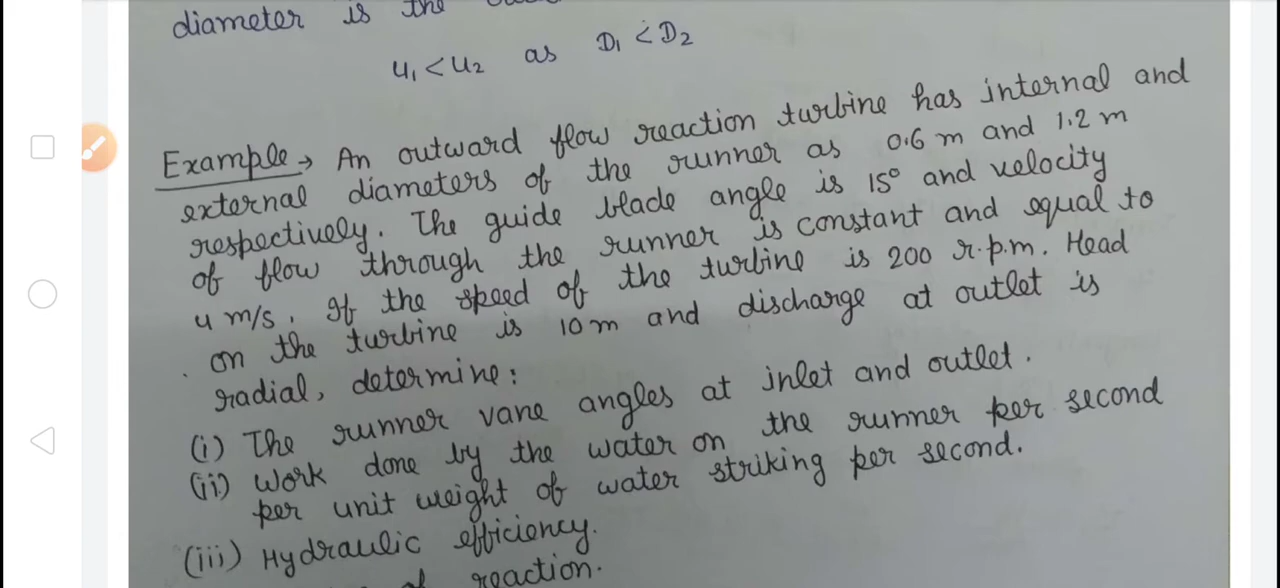 diameter is the
u₁ < u₂ as D₁ < D₂
Example → An outward flow reaction turbine has internal and
external diameters of the runner as 0.6 m and 1.2 m
respectively. The guide blade angle is 15° and velocity
of flow through the runner is constant and equal to
4 m/s. If the speed of the turbine is 200 r.p.m. Head
on the turbine is 10 m and discharge at outlet is
radial, determine:
(i) The runner vane angles at inlet and outlet.
(ii) Work done by the water on the runner per second
per unit weight of water striking per second.
(iii) Hydraulic efficiency.
of reaction.